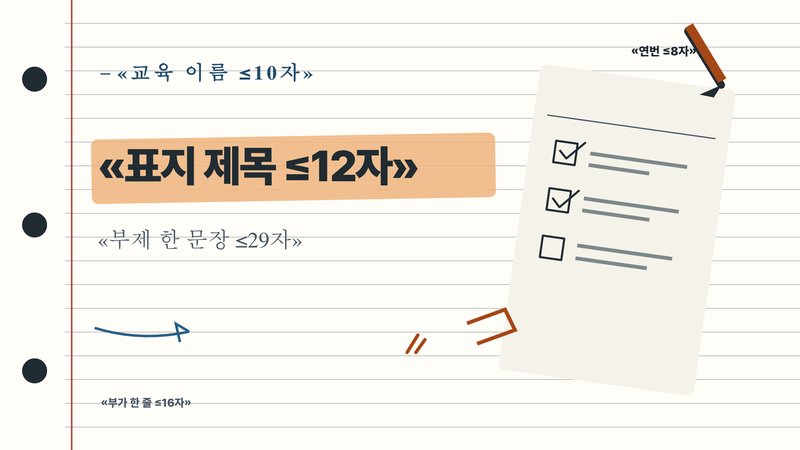 – «교육 이름 ≤10자»
«연번 ≤8자»
«표지 제목 ≤12자»
«부제 한 문장 ≤29자»
«부가 한 줄 ≤16자»